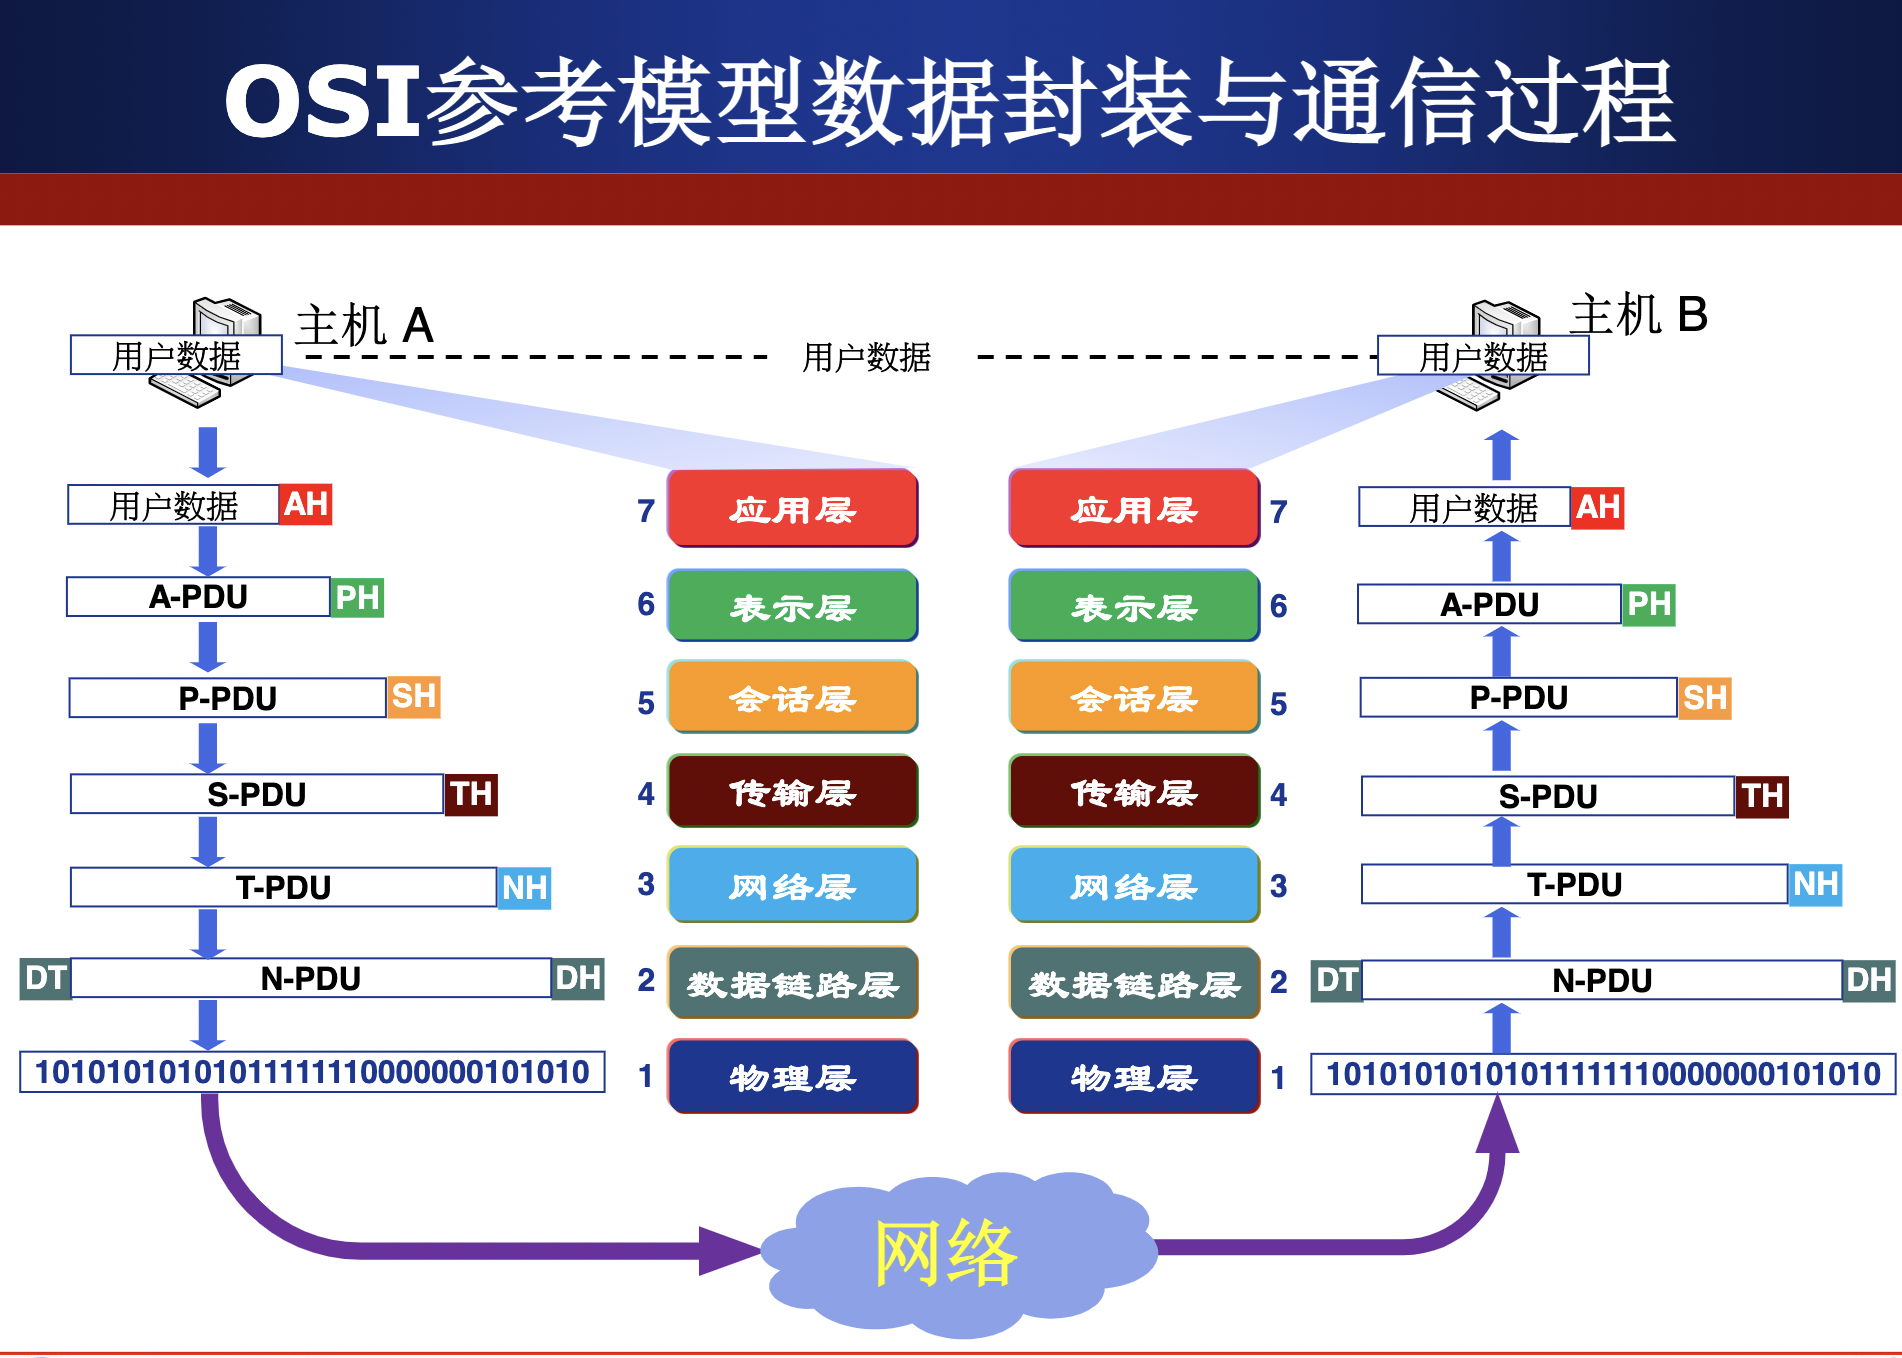 OSI参考模型数据封装与通信过程
主机 A
主机 B
用户数据
用户数据
用户数据
用户数据 AH
7 应用层
应用层 7
用户数据 AH
A-PDU PH
6 表示层
表示层 6
A-PDU PH
P-PDU SH
5 会话层
会话层 5
P-PDU SH
S-PDU TH
4 传输层
传输层 4
S-PDU TH
T-PDU NH
3 网络层
网络层 3
T-PDU NH
DT N-PDU DH
2 数据链路层
数据链路层 2
DT N-PDU DH
10101010101011111110000000101010
1 物理层
物理层 1
10101010101011111110000000101010
网络